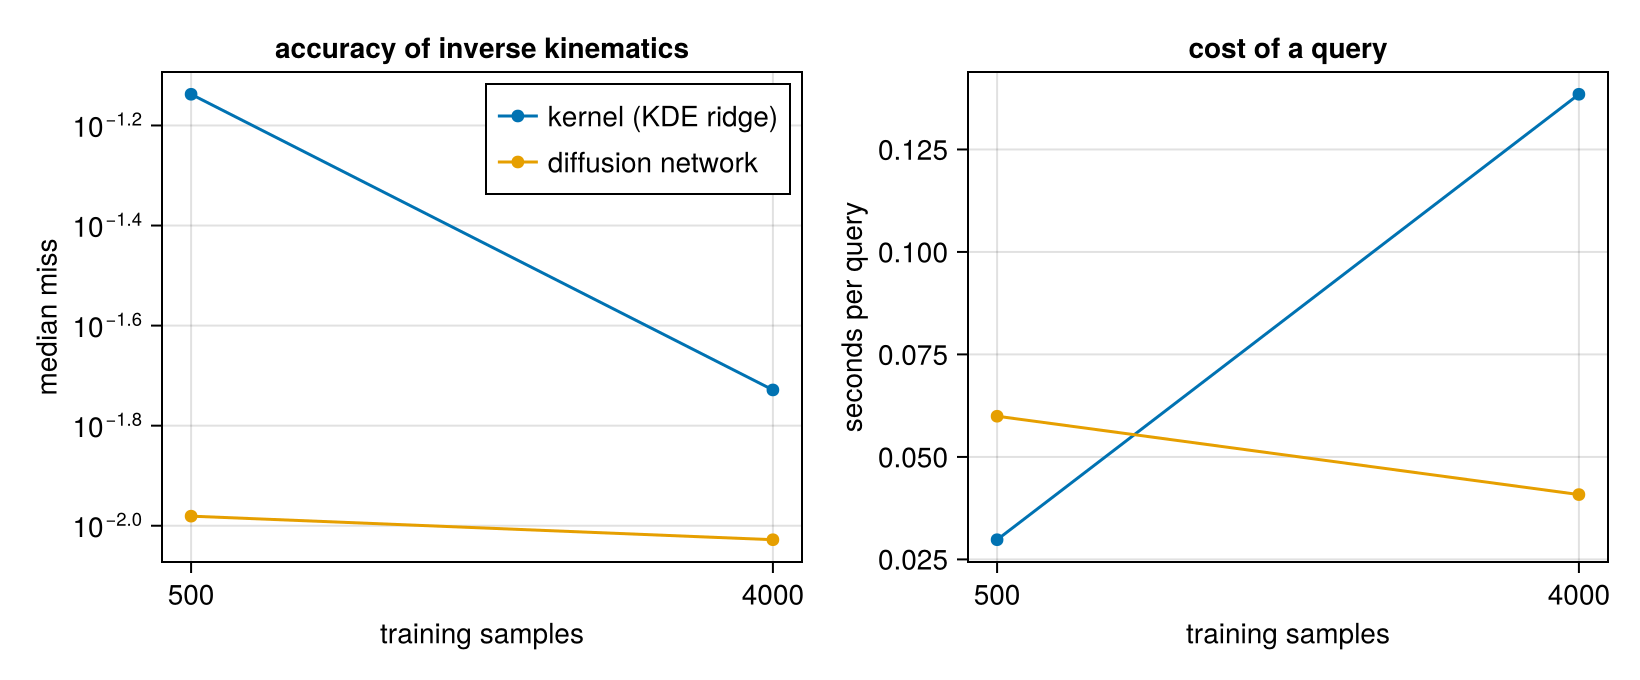 accuracy of inverse kinematics
kernel (KDE ridge)
diffusion network
median miss
10^−1.2
10^−1.4
10^−1.6
10^−1.8
10^−2.0
500
4000
training samples
cost of a query
seconds per query
0.125
0.100
0.075
0.050
0.025
500
4000
training samples